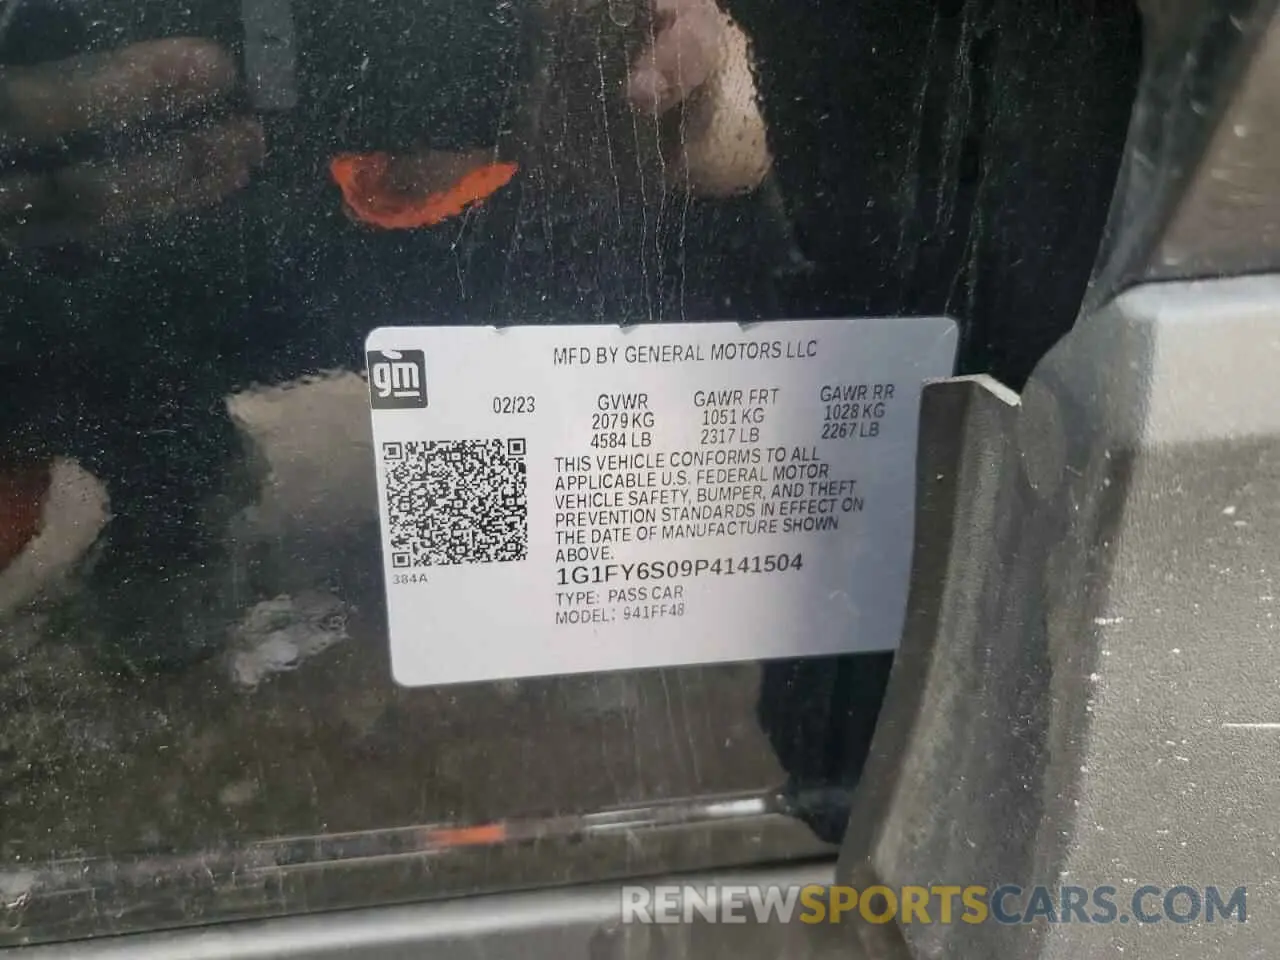 MFD BY GENERAL MOTORS LLC
gm
02/23
GVWR GAWR FRT GAWR RR
2079 KG 1051 KG 1028 KG
4584 LB 2317 LB 2267 LB
THIS VEHICLE CONFORMS TO ALL
APPLICABLE U.S. FEDERAL MOTOR
VEHICLE SAFETY, BUMPER, AND THEFT
PREVENTION STANDARDS IN EFFECT ON
THE DATE OF MANUFACTURE SHOWN
ABOVE.
384A
1G1FY6S09P4141504
TYPE: PASS CAR
MODEL: 941FF48
RENEWSPORTSCARS.COM